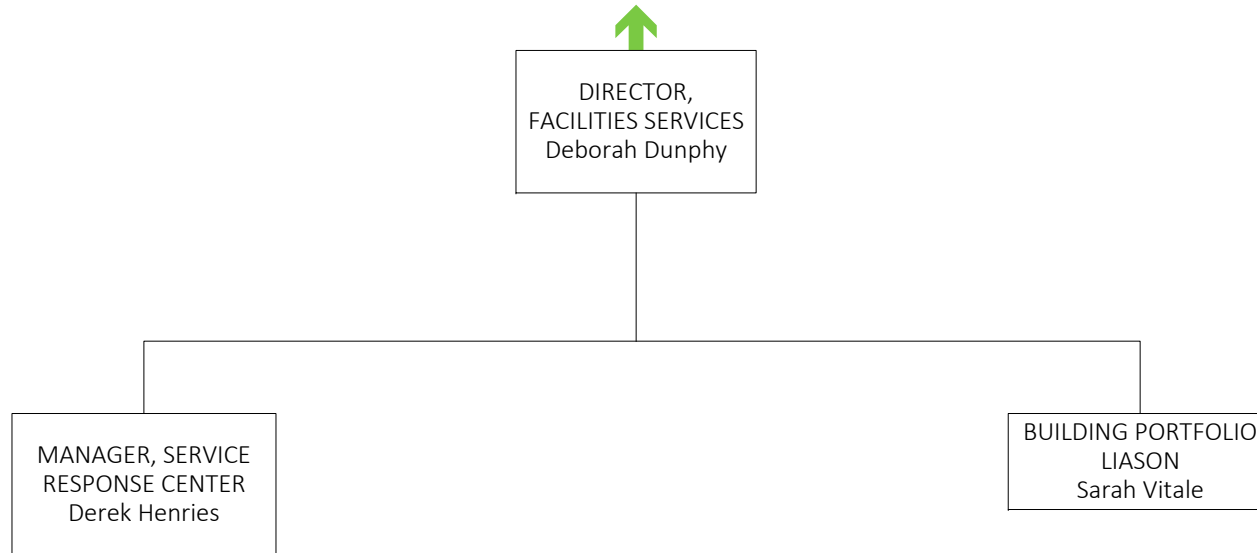 DIRECTOR,
FACILITIES SERVICES
Deborah Dunphy
MANAGER, SERVICE
RESPONSE CENTER
Derek Henries
BUILDING PORTFOLIO
LIASON
Sarah Vitale